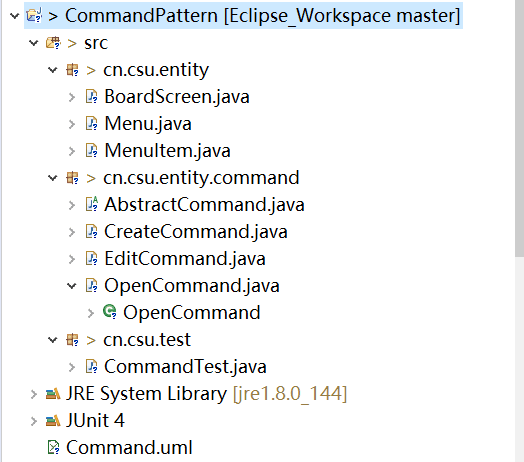 > CommandPattern [Eclipse_Workspace master]
> src
> cn.csu.entity
BoardScreen.java
Menu.java
MenuItem.java
> cn.csu.entity.command
AbstractCommand.java
CreateCommand.java
EditCommand.java
OpenCommand.java
OpenCommand
> cn.csu.test
CommandTest.java
JRE System Library [jre1.8.0_144]
JUnit 4
Command.uml